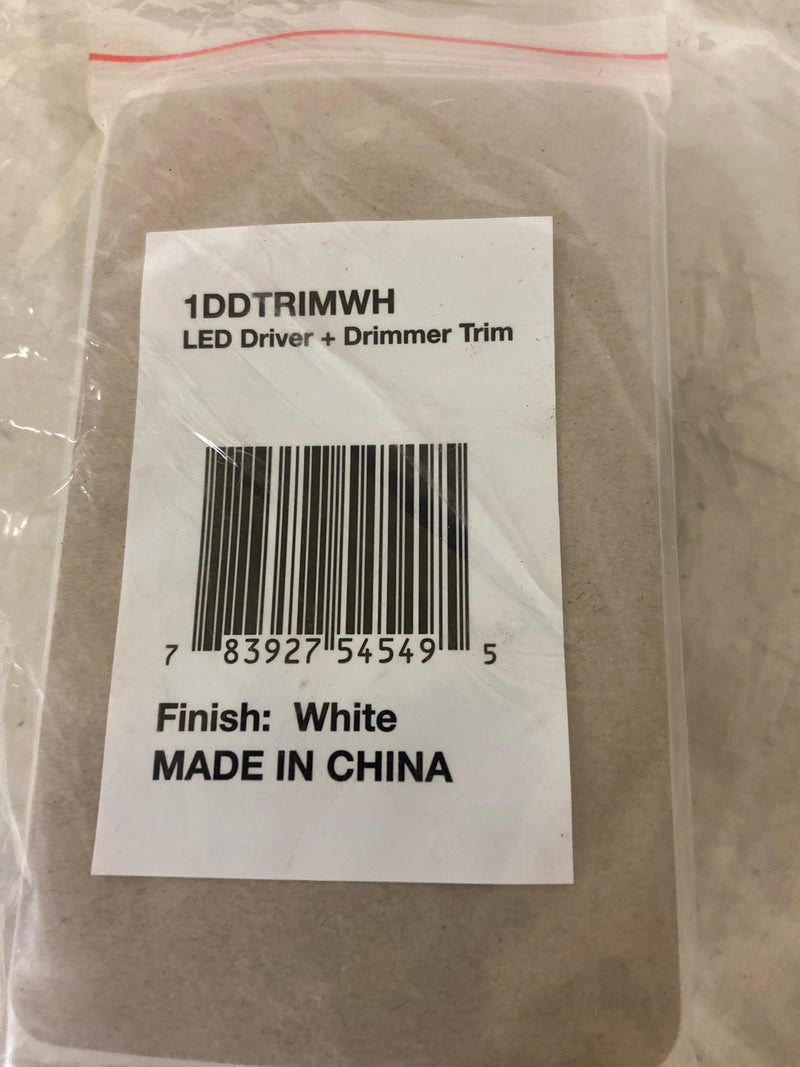 1DDTRIMWH
LED Driver + Drimmer Trim
7 83927 54549 5
Finish: White
MADE IN CHINA